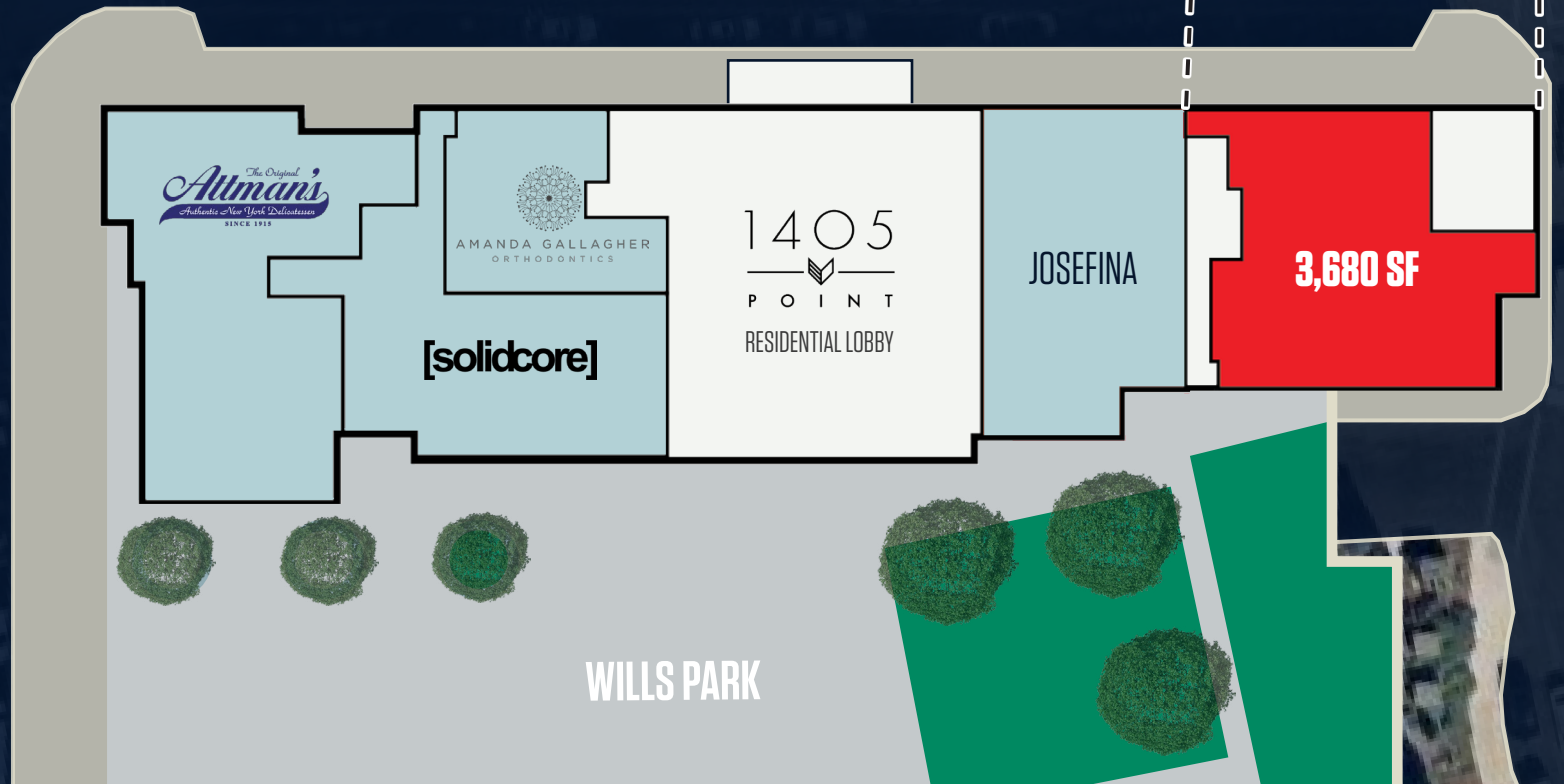 The Original
Attman's
Authentic New York Delicatessen
SINCE 1915
AMANDA GALLAGHER
ORTHODONTICS
[solidcore]
1405
POINT
RESIDENTIAL LOBBY
JOSEFINA
3,680 SF
WILLS PARK